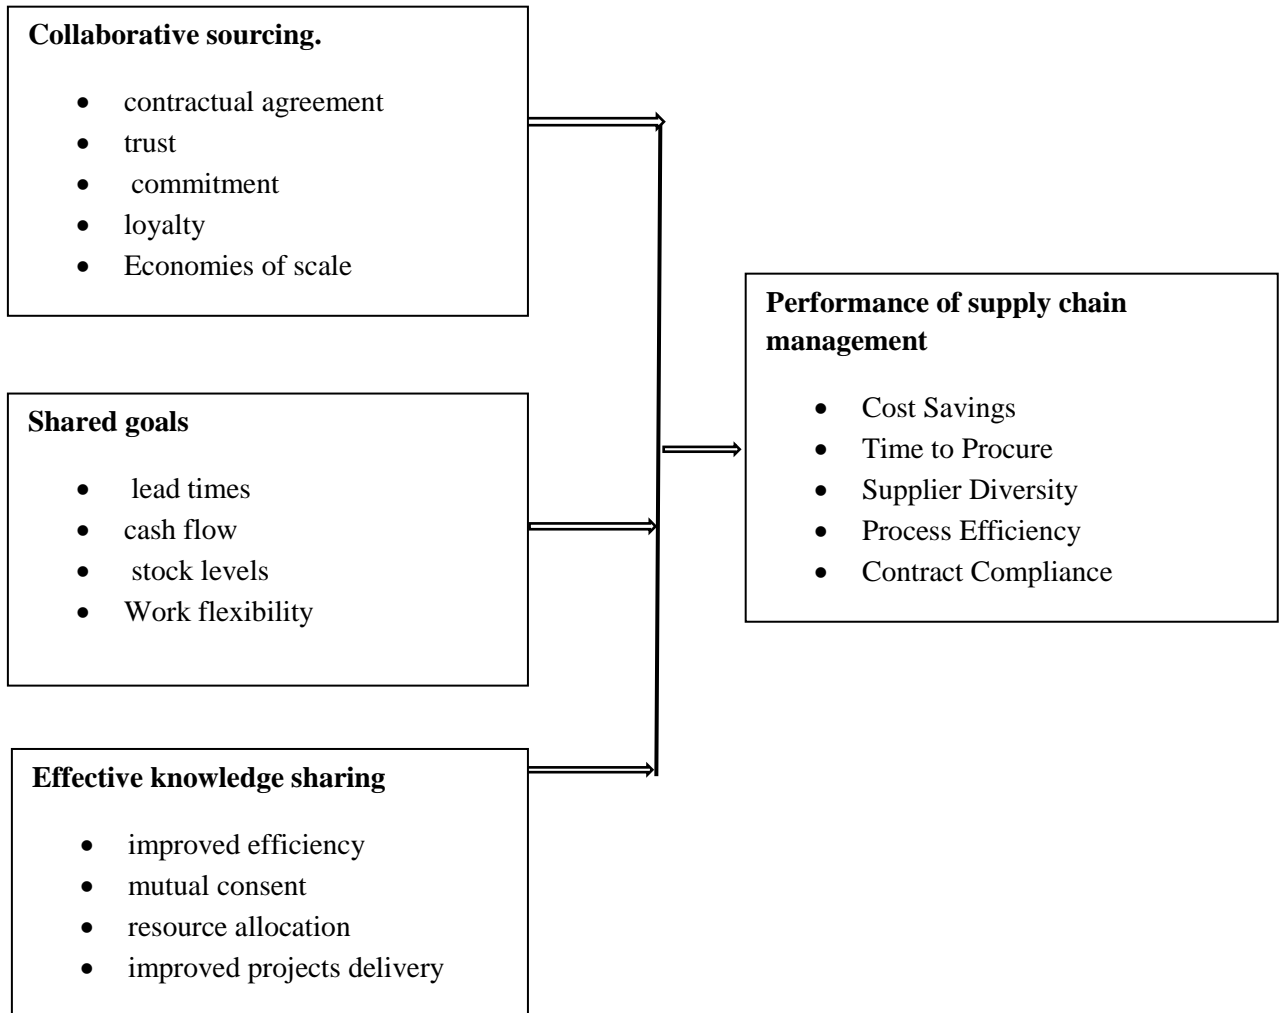 Collaborative sourcing.
• contractual agreement
• trust
• commitment
• loyalty
• Economies of scale
Shared goals
• lead times
• cash flow
• stock levels
• Work flexibility
Effective knowledge sharing
• improved efficiency
• mutual consent
• resource allocation
• improved projects delivery
Performance of supply chain
management
• Cost Savings
• Time to Procure
• Supplier Diversity
• Process Efficiency
• Contract Compliance